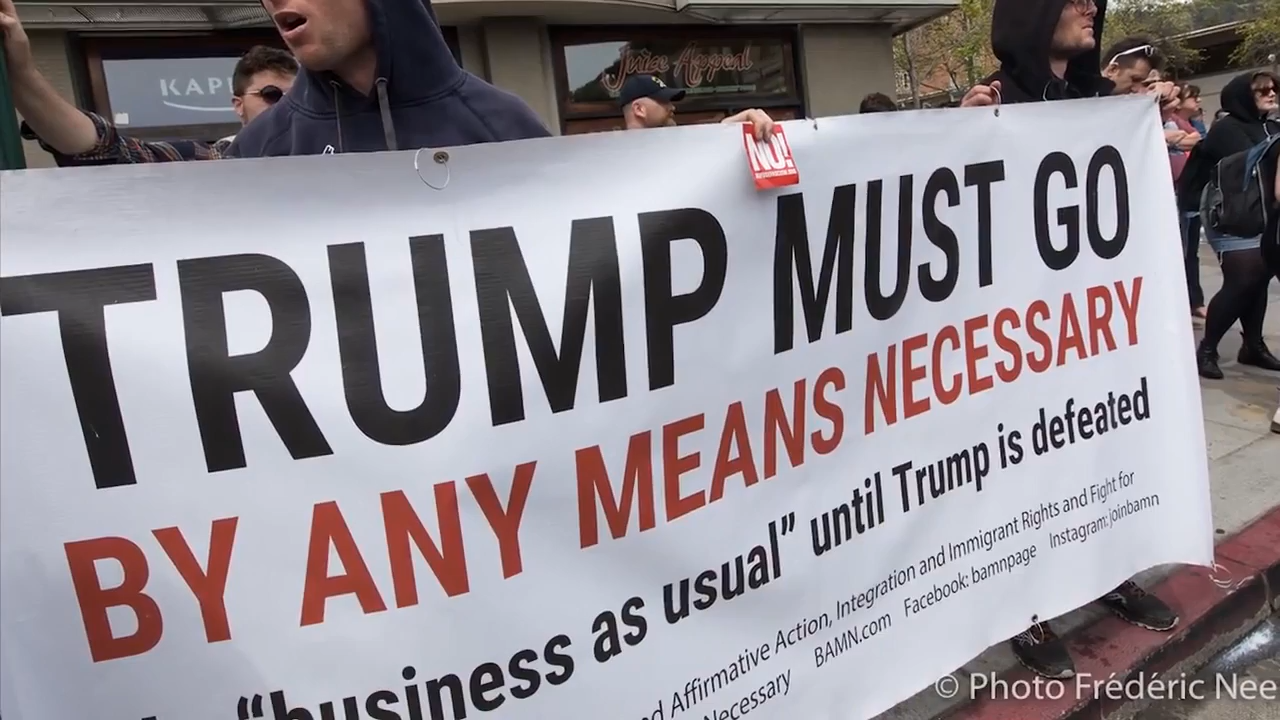 KAPL
Juice Appeal
NO!
TRUMP MUST GO
BY ANY MEANS NECESSARY
"business as usual" until Trump is defeated
Affirmative Action, Integration and Immigrant Rights and Fight for
Necessary BAMN.com Facebook: bamnpage Instagram: joinbamn
© Photo Frédéric Nee